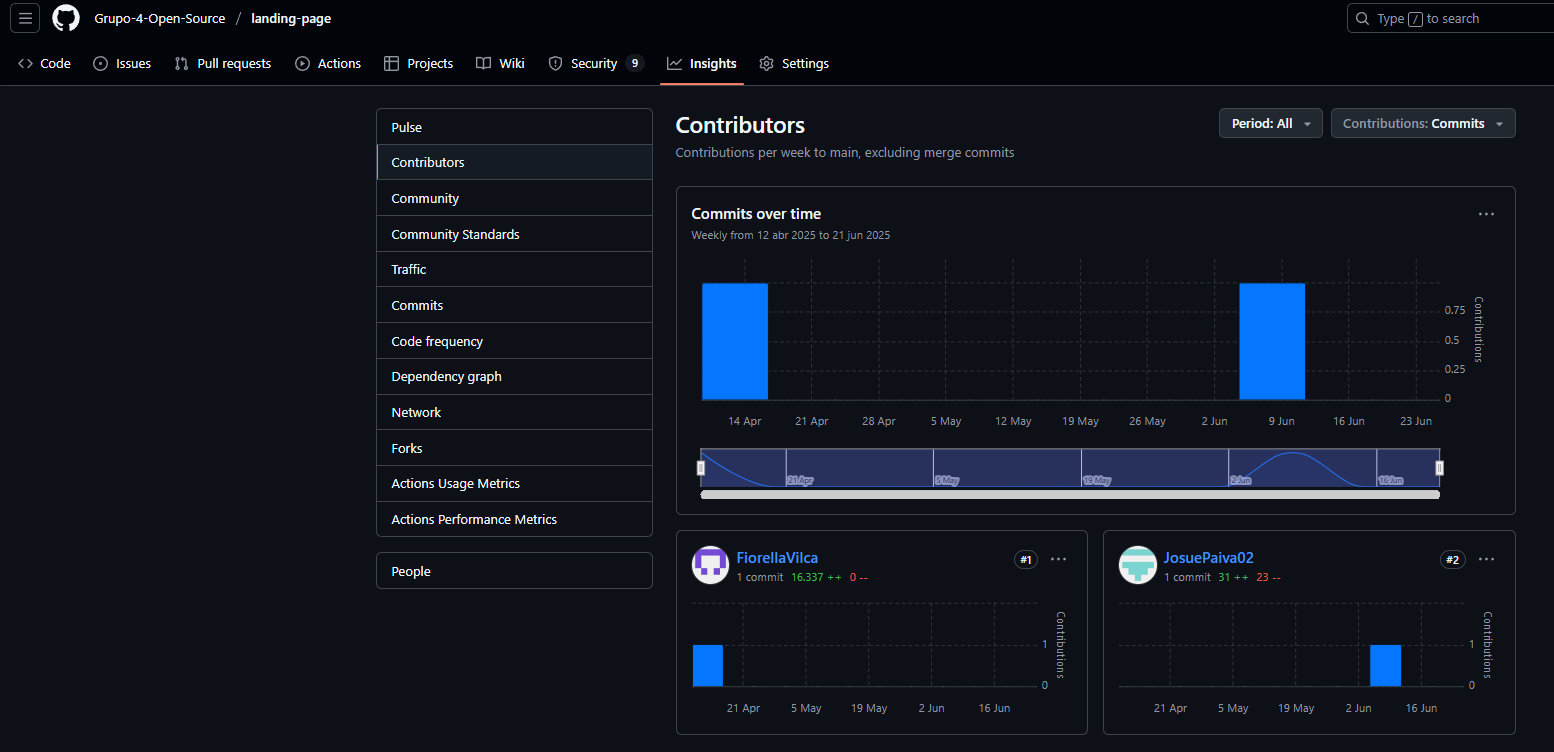 Grupo-4-Open-Source / landing-page
Type / to search
Code Issues Pull requests Actions Projects Wiki Security 9 Insights Settings
Pulse
Contributors
Community
Community Standards
Traffic
Commits
Code frequency
Dependency graph
Network
Forks
Actions Usage Metrics
Actions Performance Metrics
People
Contributors
Period: All
Contributions: Commits
Contributions per week to main, excluding merge commits
Commits over time
Weekly from 12 abr 2025 to 21 jun 2025
0.75
0.5
0.25
0
Contributions
14 Apr 21 Apr 28 Apr 5 May 12 May 19 May 26 May 2 Jun 9 Jun 16 Jun 23 Jun
21 Apr 5 May 19 May 2 Jun 16 Jun
FiorellaVilca
#1
1 commit 16.337 ++ 0 --
1
0
Contributions
21 Apr 5 May 19 May 2 Jun 16 Jun
JosuePaiva02
#2
1 commit 31 ++ 23 --
1
0
Contributions
21 Apr 5 May 19 May 2 Jun 16 Jun